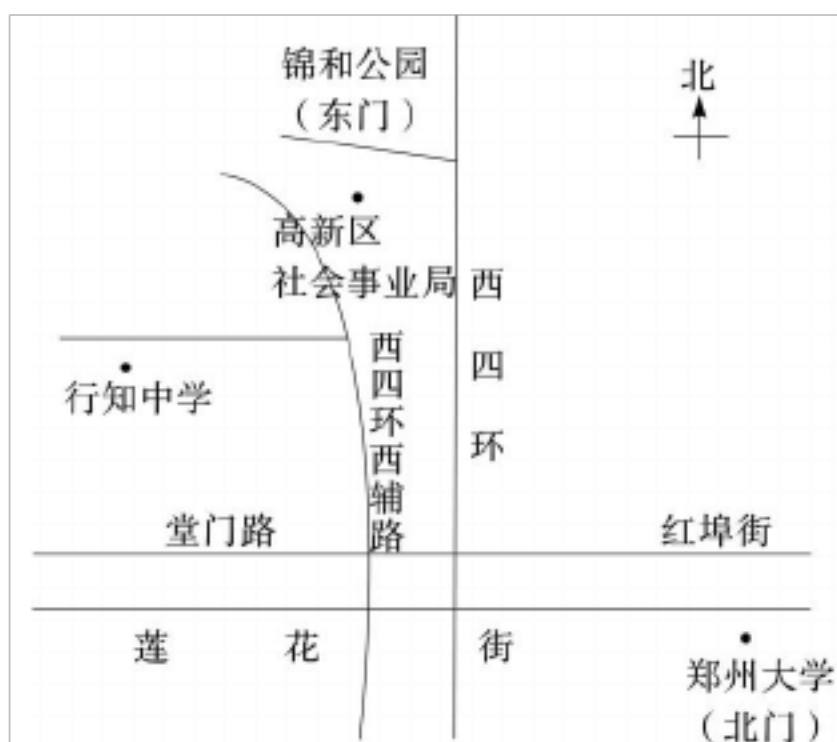 锦和公园
（东门）
北
高新区
社会事业局
西四环
西四环西辅路
行知中学
堂门路
红埠街
莲花街
郑州大学
（北门）